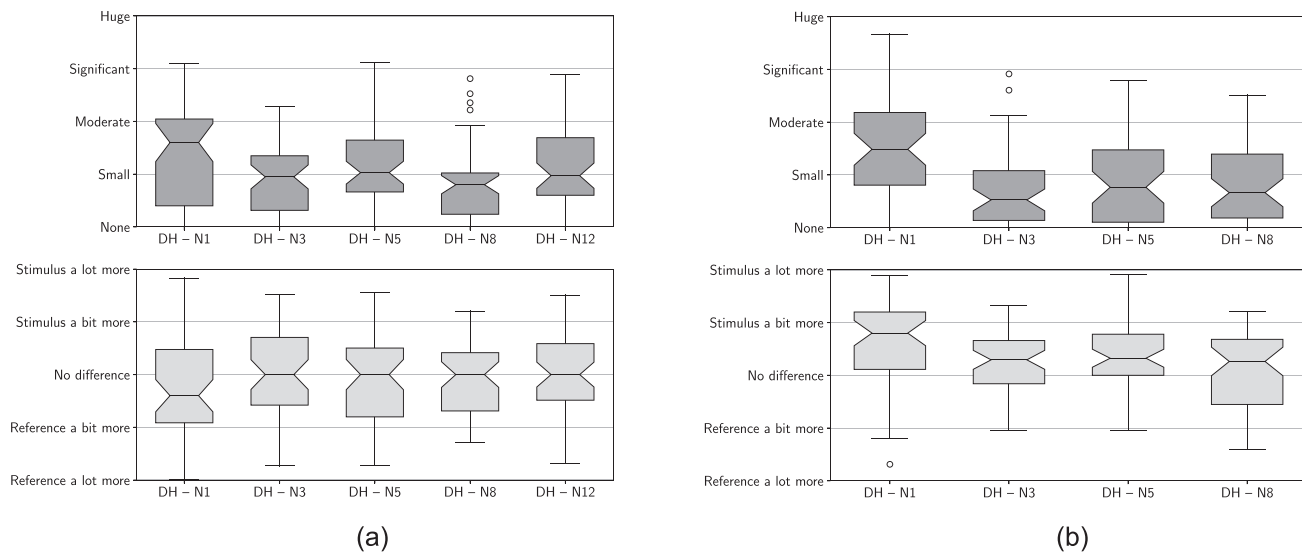 Huge
Significant
Moderate
Small
None
DH – N1 DH – N3 DH – N5 DH – N8 DH – N12
Stimulus a lot more
Stimulus a bit more
No difference
Reference a bit more
Reference a lot more
DH – N1 DH – N3 DH – N5 DH – N8 DH – N12
(a)
Huge
Significant
Moderate
Small
None
DH – N1 DH – N3 DH – N5 DH – N8
Stimulus a lot more
Stimulus a bit more
No difference
Reference a bit more
Reference a lot more
DH – N1 DH – N3 DH – N5 DH – N8
(b)